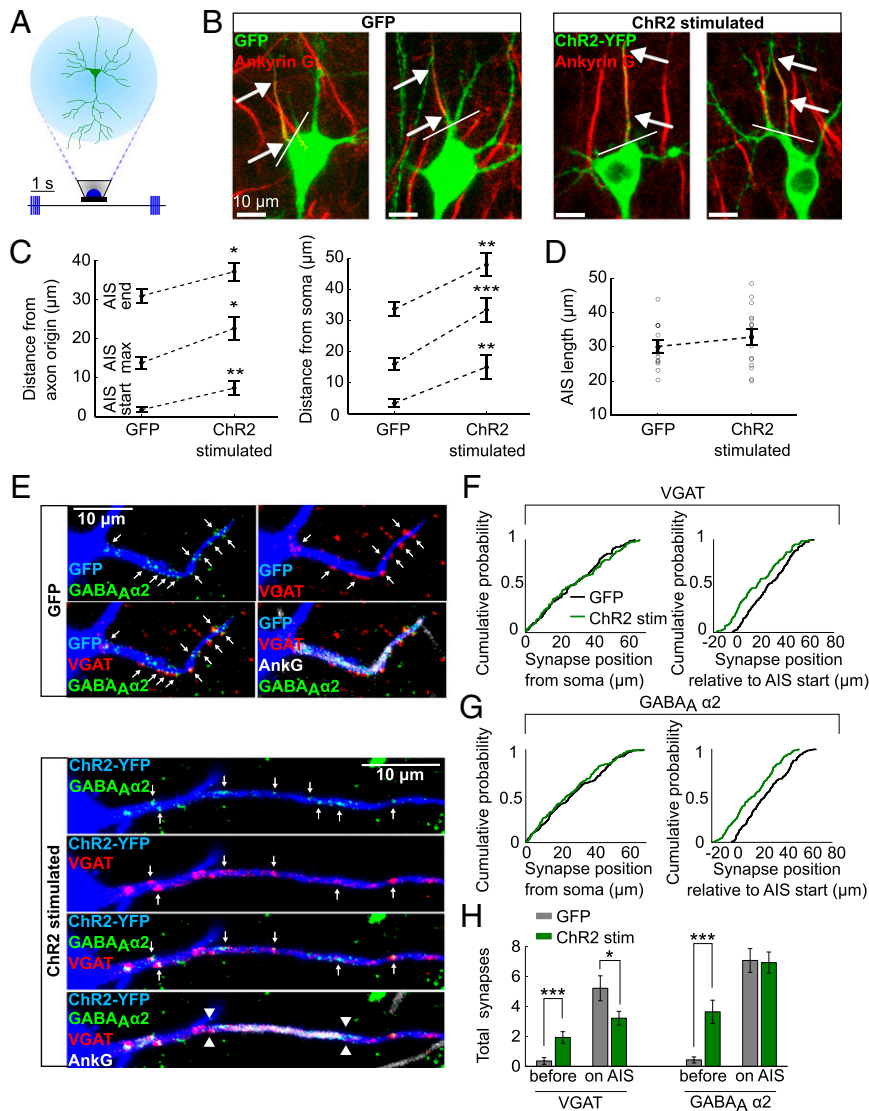 A
1 s
B
GFP
ChR2 stimulated
GFP
Ankyrin G
10 µm
ChR2-YFP
Ankyrin G
C
Distance from
axon origin (µm)
40
30
20
10
0
AIS
end
AIS
max
AIS
start
*
*
**
GFP
ChR2
stimulated
Distance from soma (µm)
50
40
30
20
10
0
**
***
**
GFP
ChR2
stimulated
D
AIS length (µm)
50
40
30
20
10
GFP
ChR2
stimulated
E
GFP
10 µm
GFP
GABAAα2
GFP
VGAT
GFP
VGAT
GABAAα2
GFP
VGAT
AnkG
GABAAα2
ChR2 stimulated
10 µm
ChR2-YFP
GABAAα2
ChR2-YFP
VGAT
ChR2-YFP
GABAAα2
VGAT
ChR2-YFP
GABAAα2
VGAT
AnkG
F
VGAT
Cumulative probability
1
0.5
0
GFP
ChR2 stim
0 20 40 60
Synapse position
from soma (µm)
Cumulative probability
1
0.5
0
-20 0 20 40 60 80
Synapse position
relative to AIS start (µm)
G
GABAA α2
Cumulative probability
1
0.5
0
0 20 40 60
Synapse position
from soma (µm)
Cumulative probability
1
0.5
0
-20 0 20 40 60 80
Synapse position
relative to AIS start (µm)
H
GFP
ChR2 stim
Total synapses
8
6
4
2
0
***
*
***
before on AIS
before on AIS
VGAT
GABAA α2